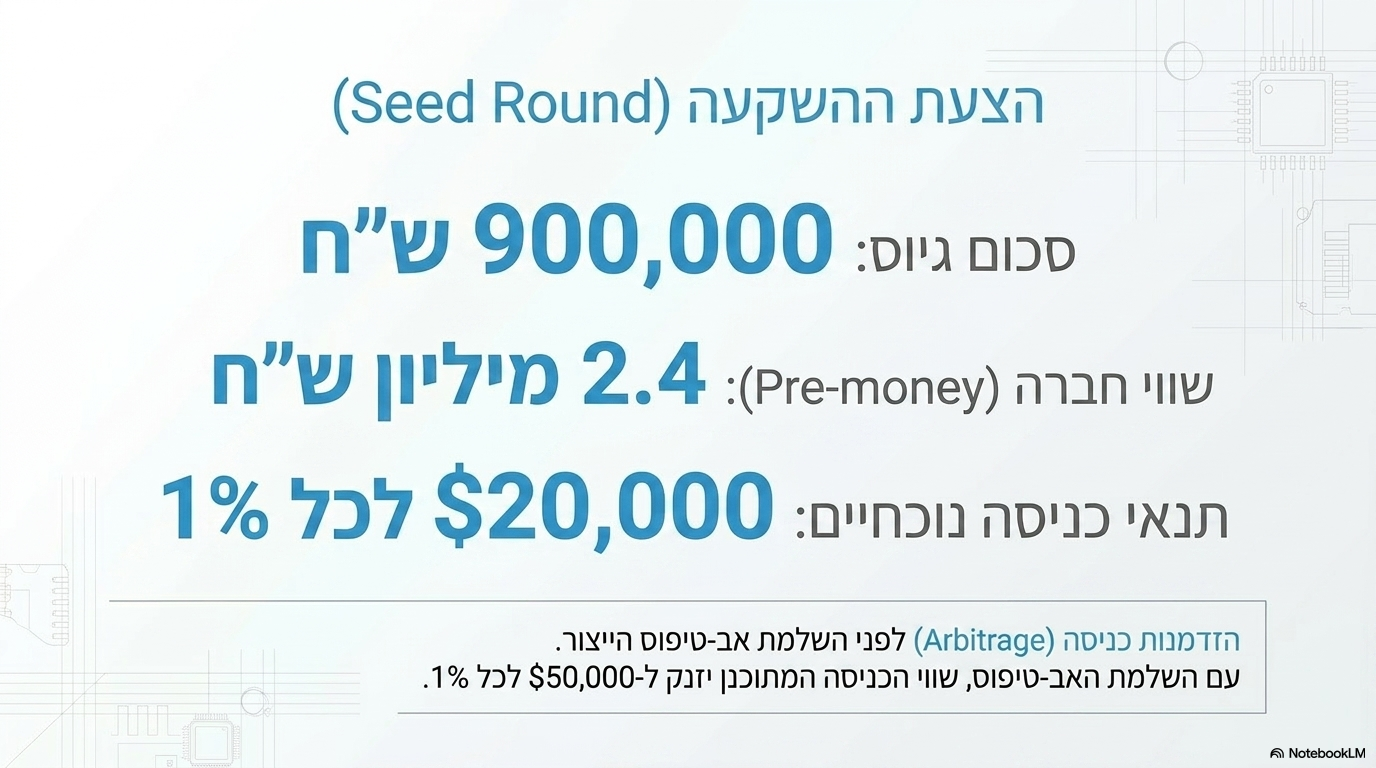 הצעת ההשקעה (Seed Round)
סכום גיוס: 900,000 ש”ח
שווי חברה (Pre-money): 2.4 מיליון ש”ח
תנאי כניסה נוכחיים: $20,000 לכל 1%
הזדמנות כניסה (Arbitrage) לפני השלמת אב-טיפוס הייצור.
עם השלמת האב-טיפוס, שווי הכניסה המתוכנן יזנק ל-$50,000 לכל 1%.
NotebookLM